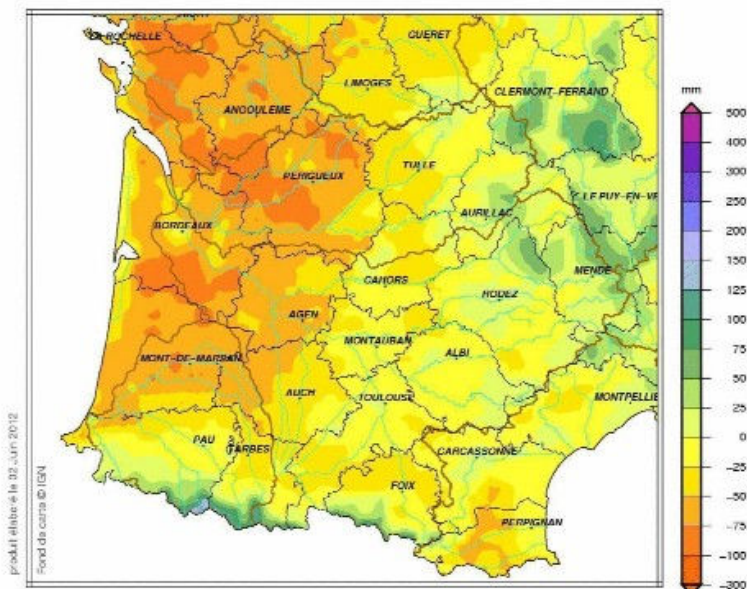 LA ROCHELLE
GUERET
LIMOGES
CLERMONT-FERRAND
ANGOULEME
TULLE
PERIGUEUX
LE PUY-EN-VE
AURILLAC
BORDEAUX
MENDE
CAHORS
RODEZ
AGEN
MONTAUBAN
ALBI
MONT-DE-MARSAN
AUCH
TOULOUSE
MONTPELLIE
PAU
TARBES
CARCASSONNE
FOIX
PERPIGNAN
mm
500
400
300
250
200
150
125
100
75
50
25
0
-25
-50
-75
-100
-300
Fond de carte © IGN